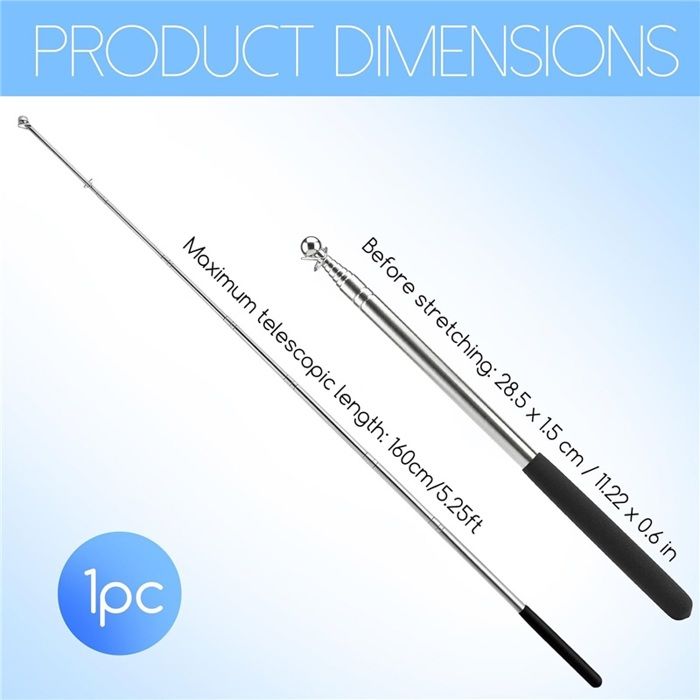 PRODUCT DIMENSIONS
Before stretching: 28.5 x 1.5 cm / 11.22 x 0.6 in
Maximum telescopic length: 160cm/5.25ft
1pc